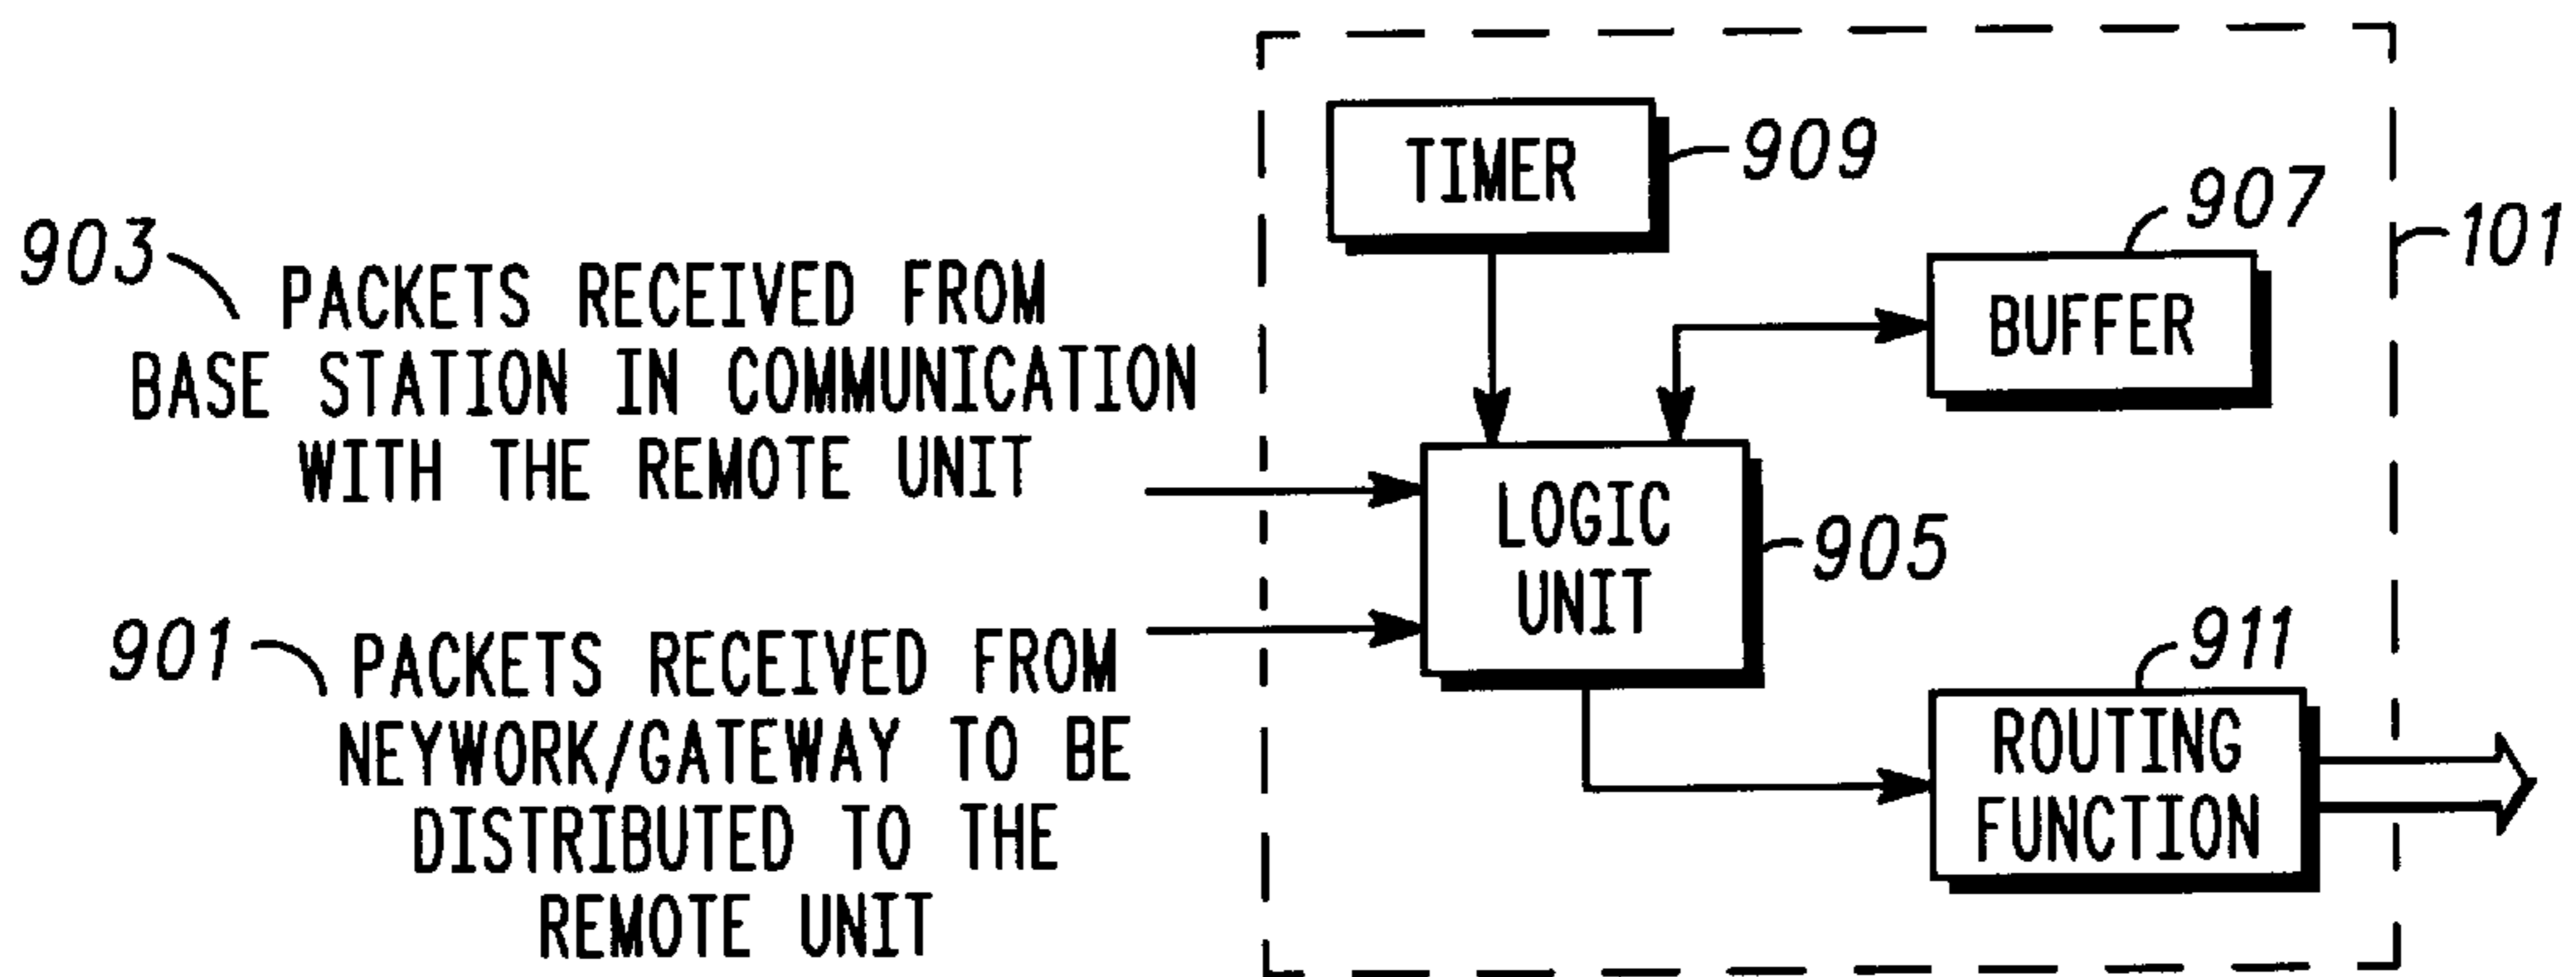 TIMER
909
907
BUFFER
101
903
PACKETS RECEIVED FROM
BASE STATION IN COMMUNICATION
WITH THE REMOTE UNIT
LOGIC
UNIT
905
901
PACKETS RECEIVED FROM
NEYWORK/GATEWAY TO BE
DISTRIBUTED TO THE
REMOTE UNIT
911
ROUTING
FUNCTION